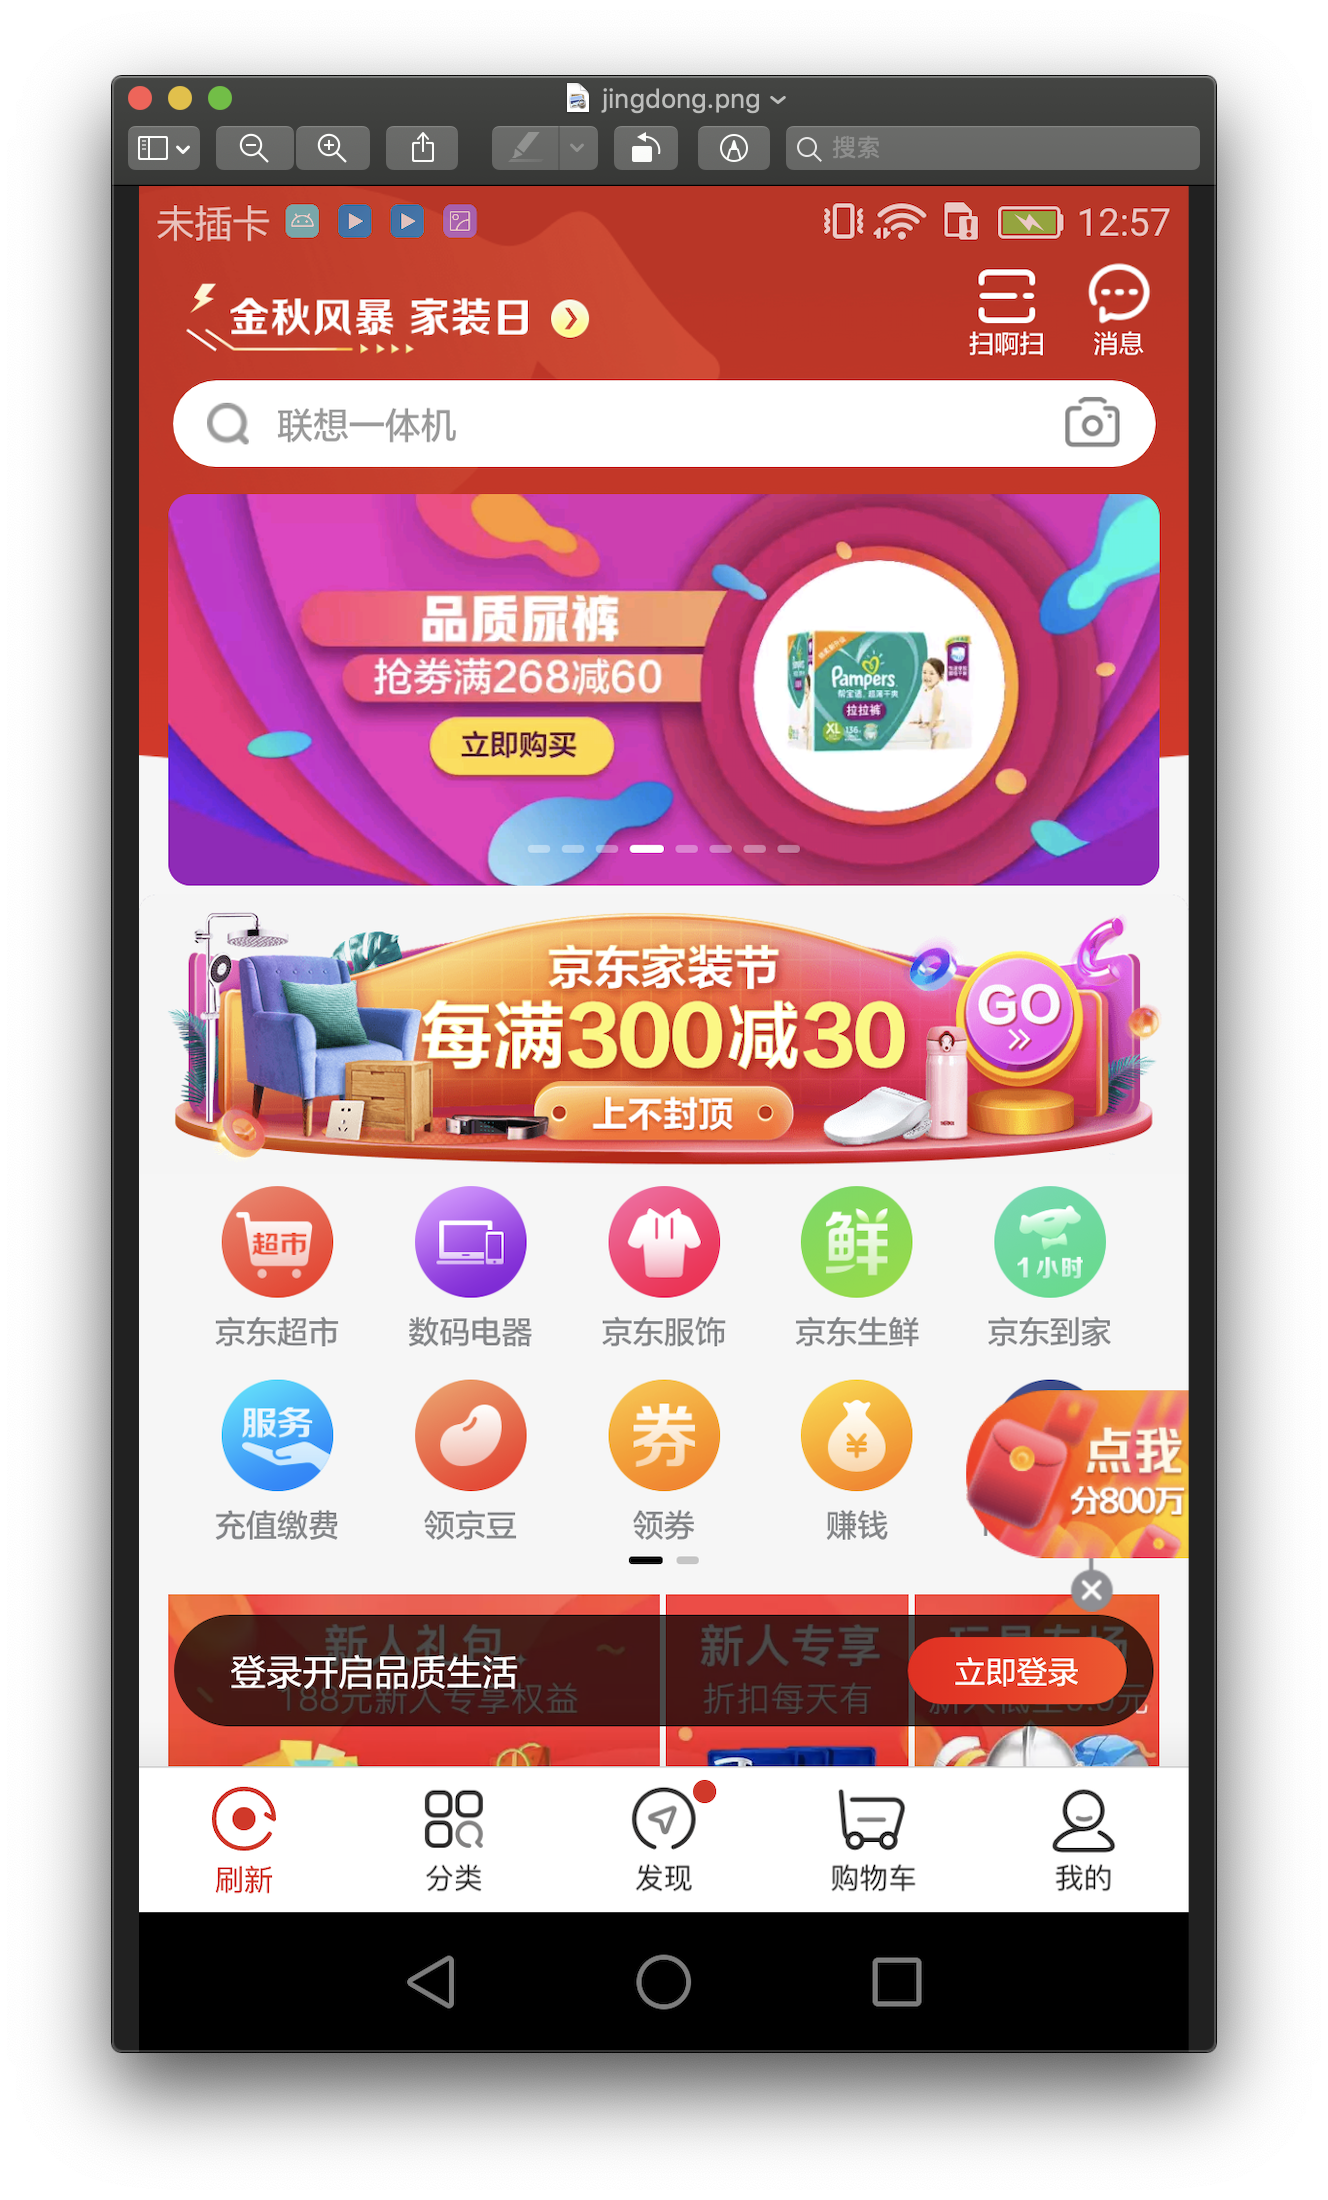 jingdong.png
搜索
未插卡
12:57
金秋风暴 家装日
扫啊扫
消息
联想一体机
品质尿裤
抢券满268减60
立即购买
Pampers
帮宝适
拉拉裤
XL
京东家装节
每满300减30
上不封顶
GO
超市
鲜
1小时
京东超市
数码电器
京东服饰
京东生鲜
京东到家
服务
券
充值缴费
领京豆
领券
赚钱
点我
分800万
新人礼包
188元新人专享权益
新人专享
折扣每天有
登录开启品质生活
立即登录
刷新
分类
发现
购物车
我的